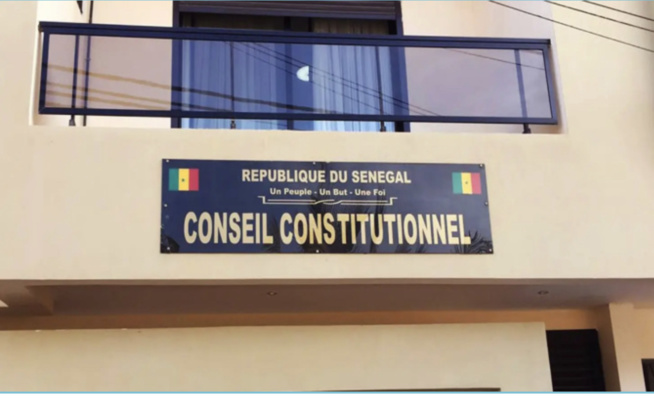 REPUBLIQUE DU SENEGAL
Un Peuple - Un But - Une Foi
CONSEIL CONSTITUTIONNEL